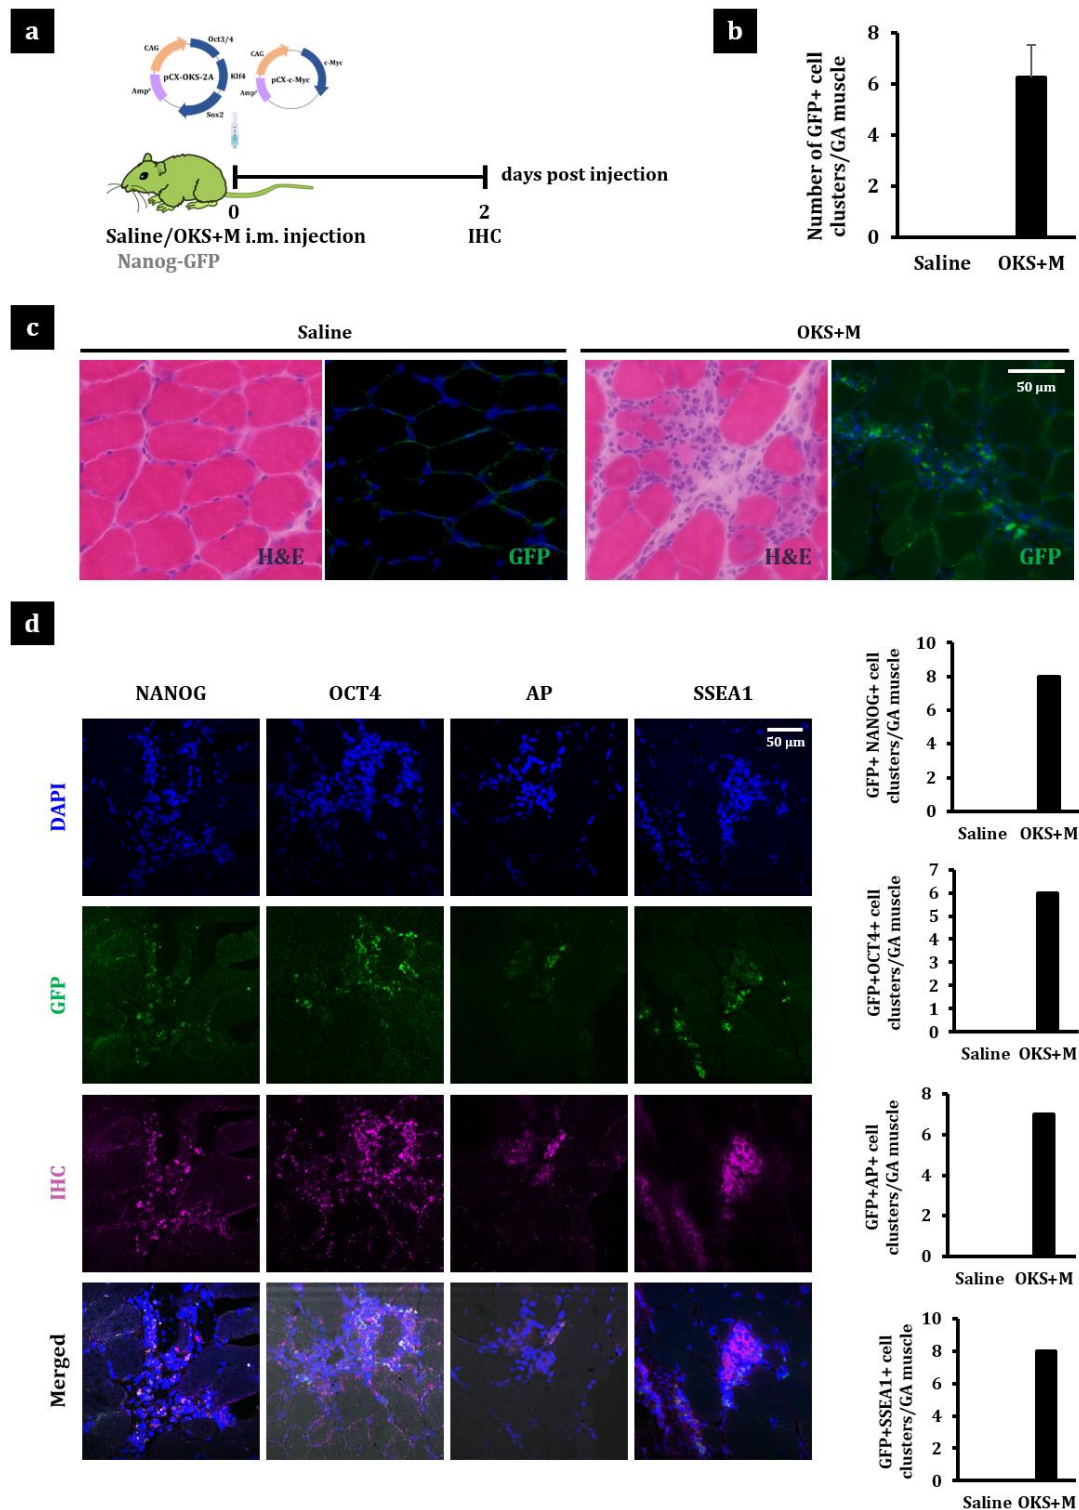 a
CAG
Oct3/4
pCX-OKS-2A
Klf4
Ampʳ
Sox2
CAG
c-Myc
pCX-c-Myc
Ampʳ
days post injection
0
2
Saline/OKS+M i.m. injection
IHC
Nanog-GFP
b
Number of GFP+ cell
clusters/GA muscle
8
6
4
2
0
Saline
OKS+M
c
Saline
OKS+M
50 μm
H&E
GFP
H&E
GFP
d
NANOG
OCT4
AP
SSEA1
50 μm
DAPI
GFP
IHC
Merged
GFP+ NANOG+ cell
clusters/GA muscle
10
8
6
4
2
0
Saline OKS+M
GFP+OCT4+ cell
clusters/GA muscle
7
6
5
4
3
2
1
0
Saline OKS+M
GFP+AP+ cell
clusters/GA muscle
8
6
4
2
0
Saline OKS+M
GFP+SSEA1+ cell
clusters/GA muscle
10
8
6
4
2
0
Saline OKS+M